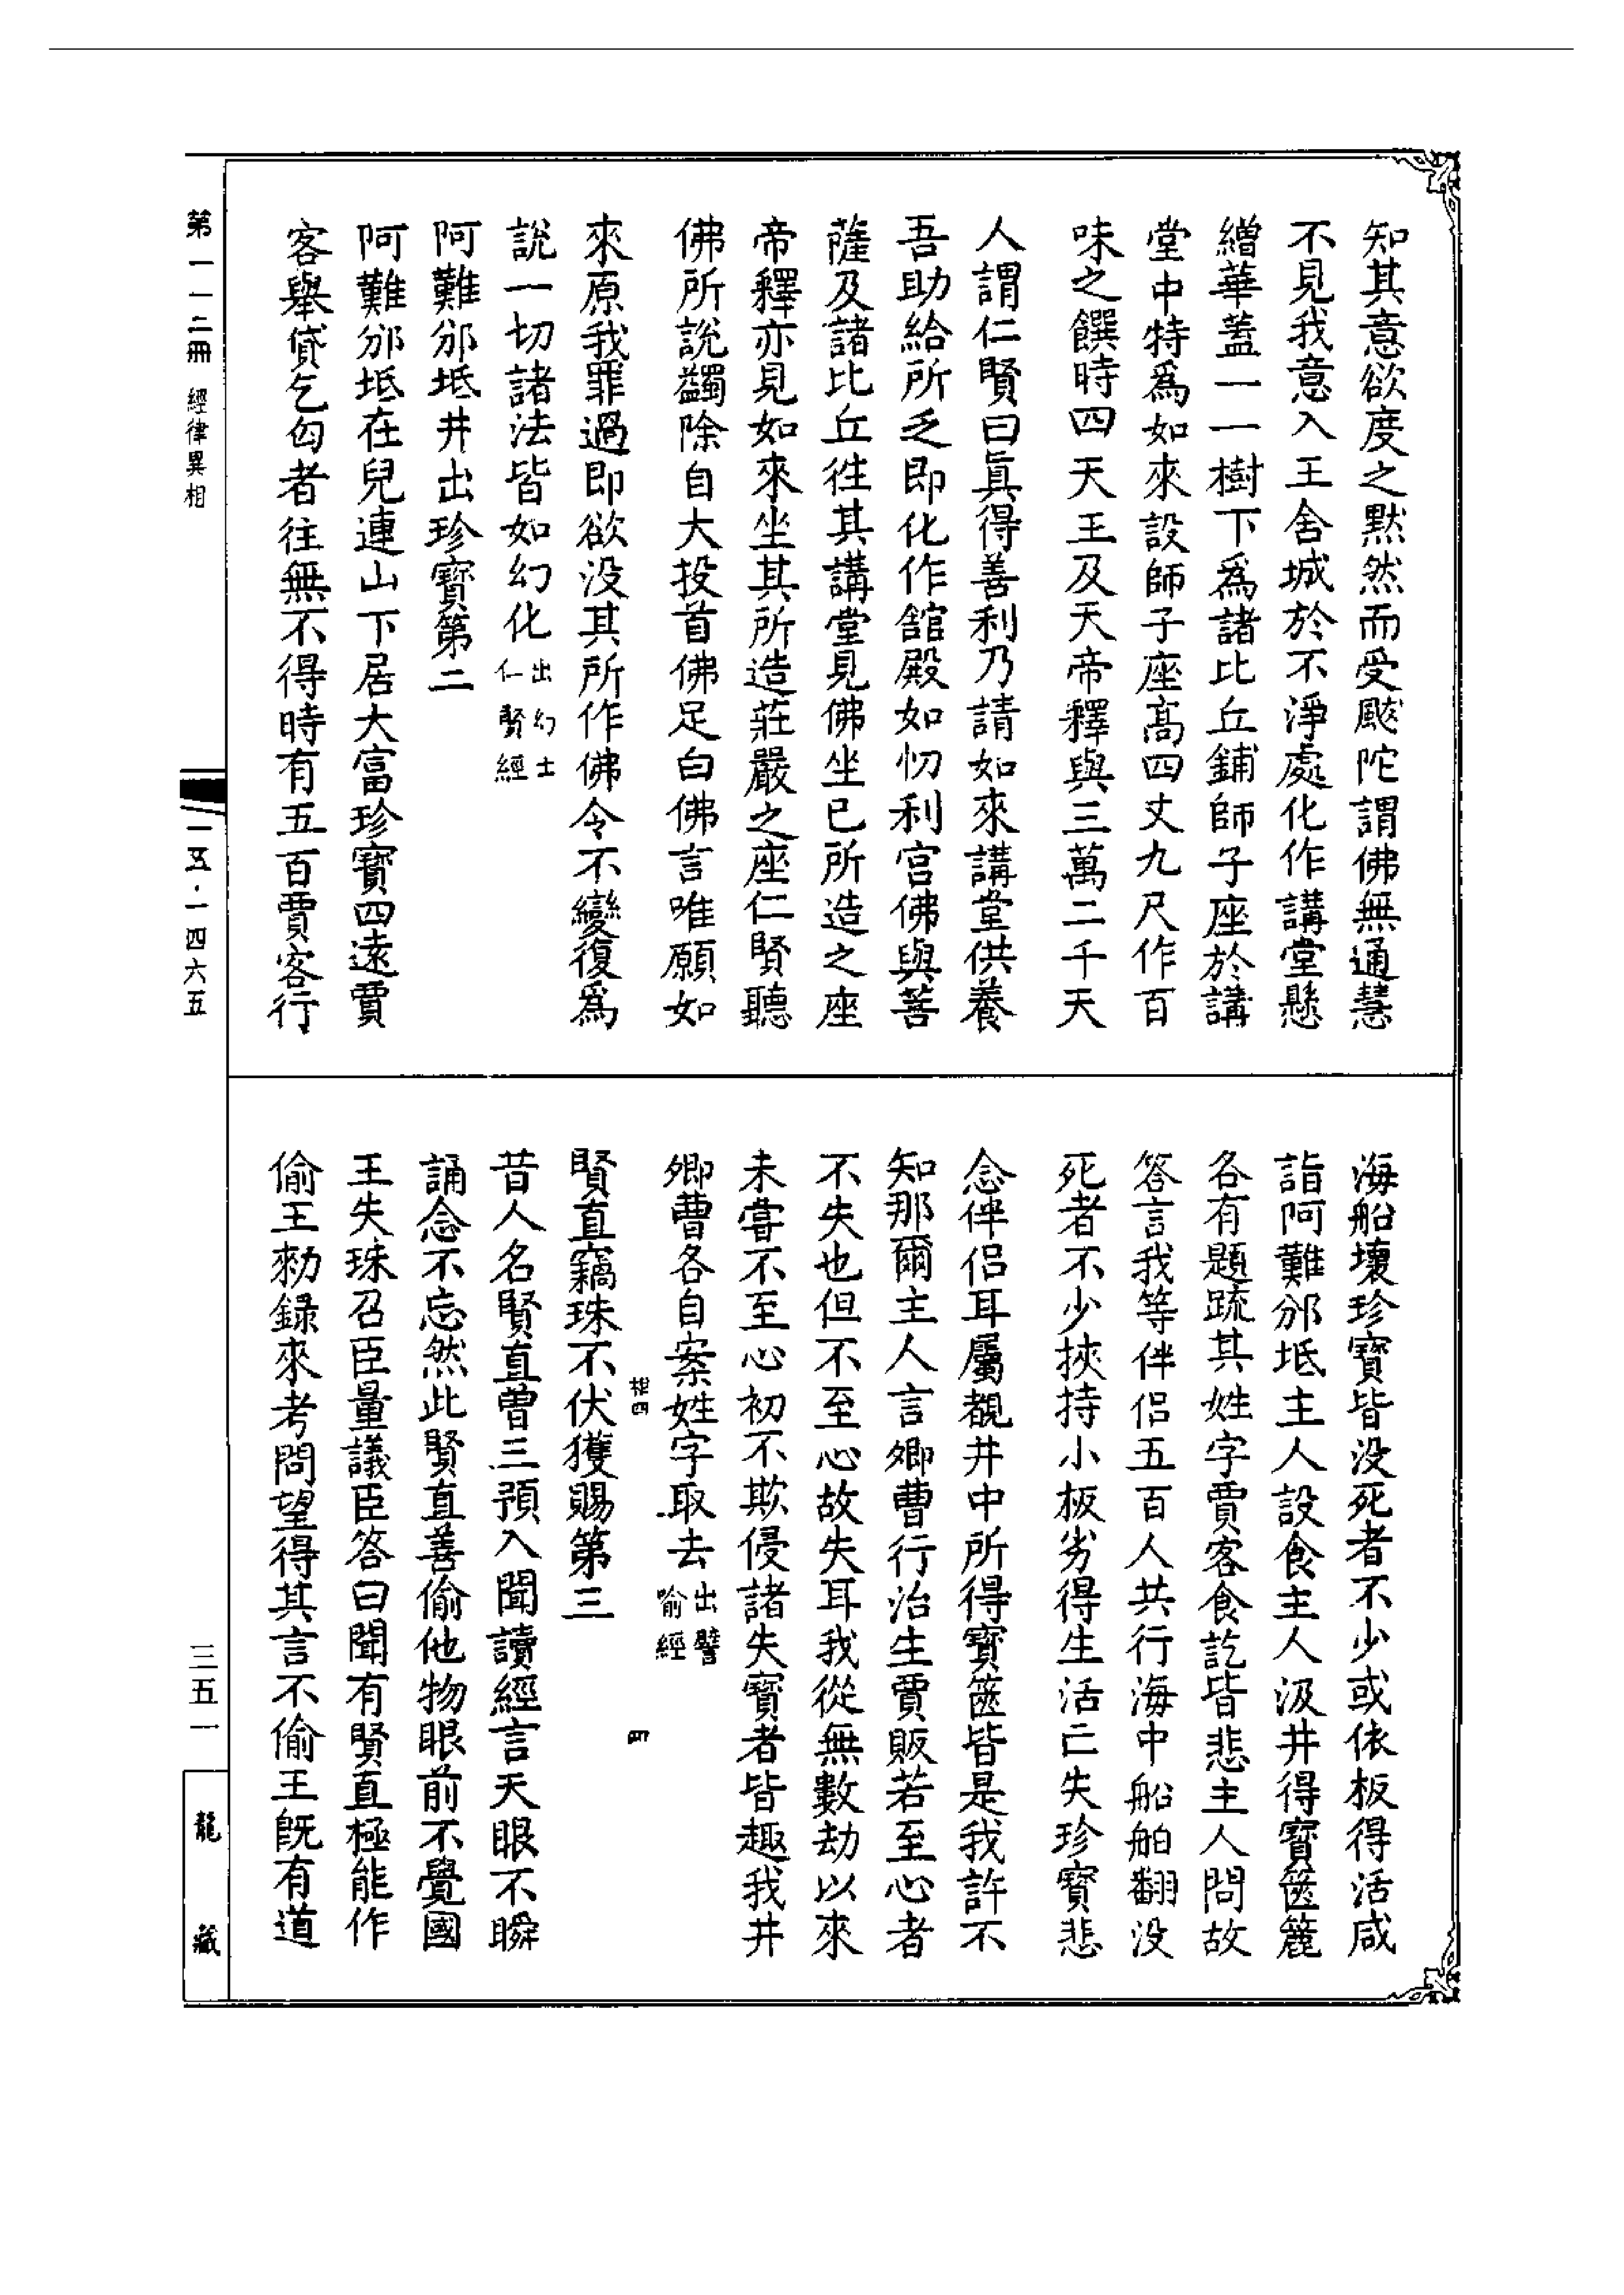 知其意欲度之默然而受颰陀謂佛無通慧
不見我意入王舍城於不淨處化作講堂懸
繒華蓋一一樹下爲諸比丘鋪師子座於講
堂中特爲如來設師子座高四丈九尺作百
味之饌時四天王及天帝釋與三萬二千天
人謂仁賢曰眞得善利乃請如來講堂供養
吾助給所乏即化作館殿如忉利宮佛與菩
薩及諸比丘往其講堂見佛坐已所造之座
帝釋亦見如來坐其所造莊嚴之座仁賢聽
佛所說蠲除自大投首佛足白佛言唯願如
來原我罪過即欲沒其所作佛令不變復爲
說一切諸法皆如幻化出幻士仁賢經
阿難邠坻井出珍寶第二
阿難邠坻在兒連山下居大富珍寶四遠賈
客舉貸乞匃者往無不得時有五百賈客行
海船壞珍寶皆没死者不少或依板得活咸
詣阿難邠坻主人設食主人汲井得寶篋簏
各有題疏其姓字賈客食訖皆悲主人問故
答言我等伴侶五百人共行海中船舶翻没
死者不少挾持小板劣得生活亡失珍寶悲
念伴侶耳屬覩井中所得寶篋皆是我許不
知那爾主人言卿曹行治生賈販若至心者
不失也但不至心故失耳我從無數劫以來
未嘗不至心初不欺侵諸失寶者皆趣我井
卿曹各自案姓字取去出譬喻經
賢直竊珠不伏獲賜第三
昔人名賢直曾三預入聞讀經言天眼不瞬
誦念不忘然此賢直善偷他物眼前不覺國
王失珠召臣量議臣答曰聞有賢直極能作
偷王勑錄來考問望得其言不偷王旣有道
第一一二冊 經律異相
一五·一四六五
三五一
龍藏